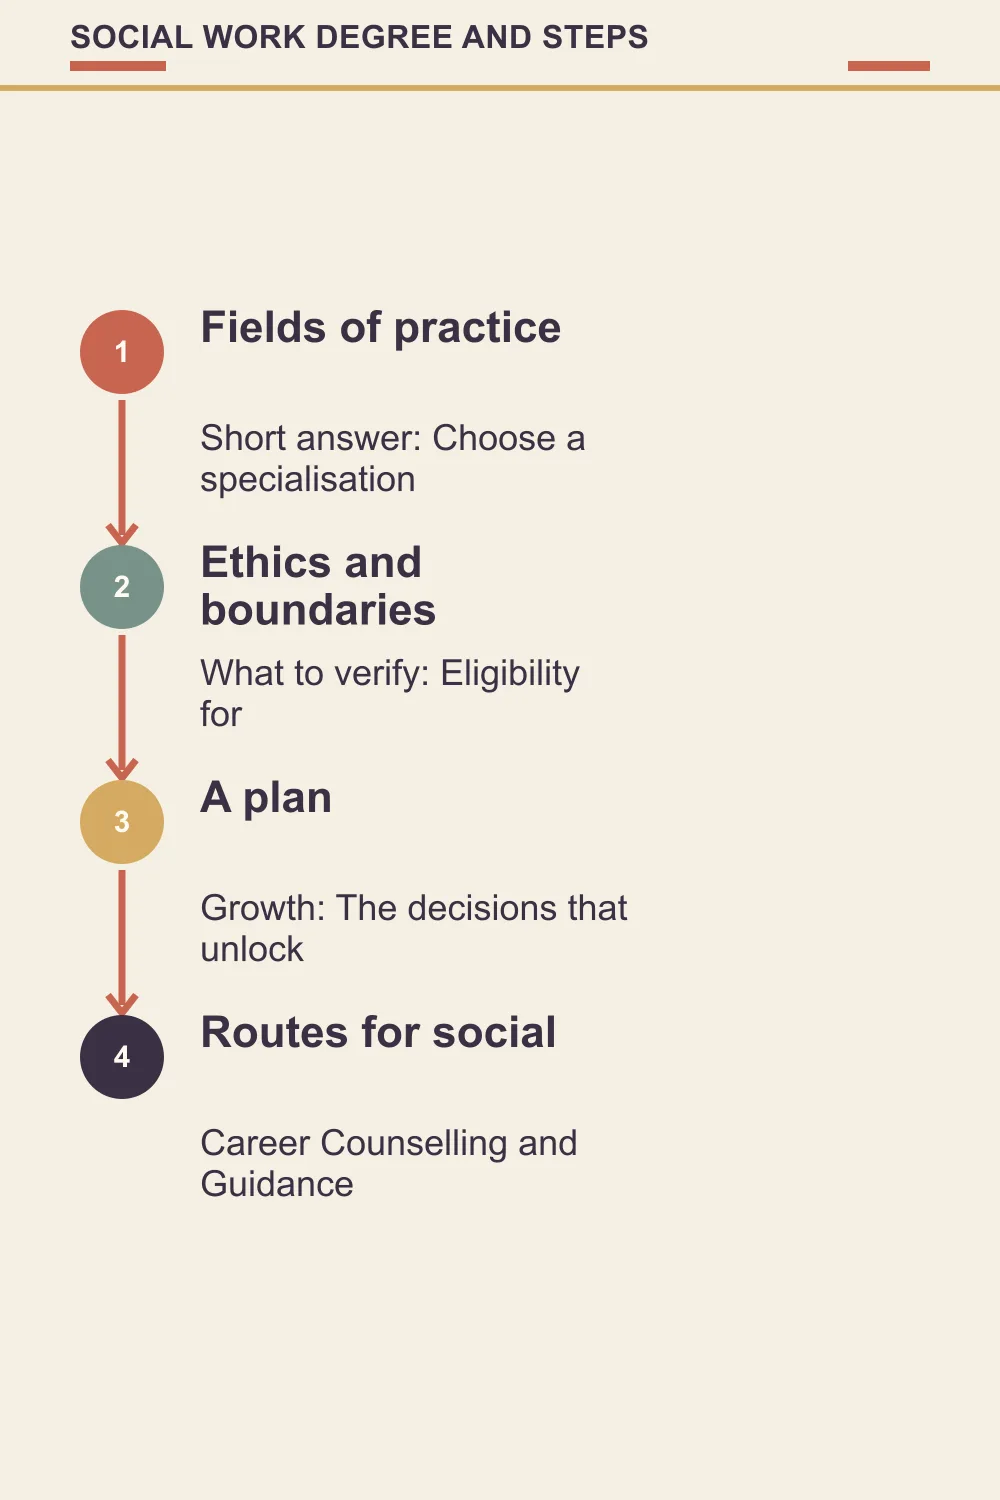 SOCIAL WORK DEGREE AND STEPS
1
Fields of practice
Short answer: Choose a
specialisation
2
Ethics and
boundaries
What to verify: Eligibility
for
3
A plan
Growth: The decisions that
unlock
4
Routes for social
Career Counselling and
Guidance